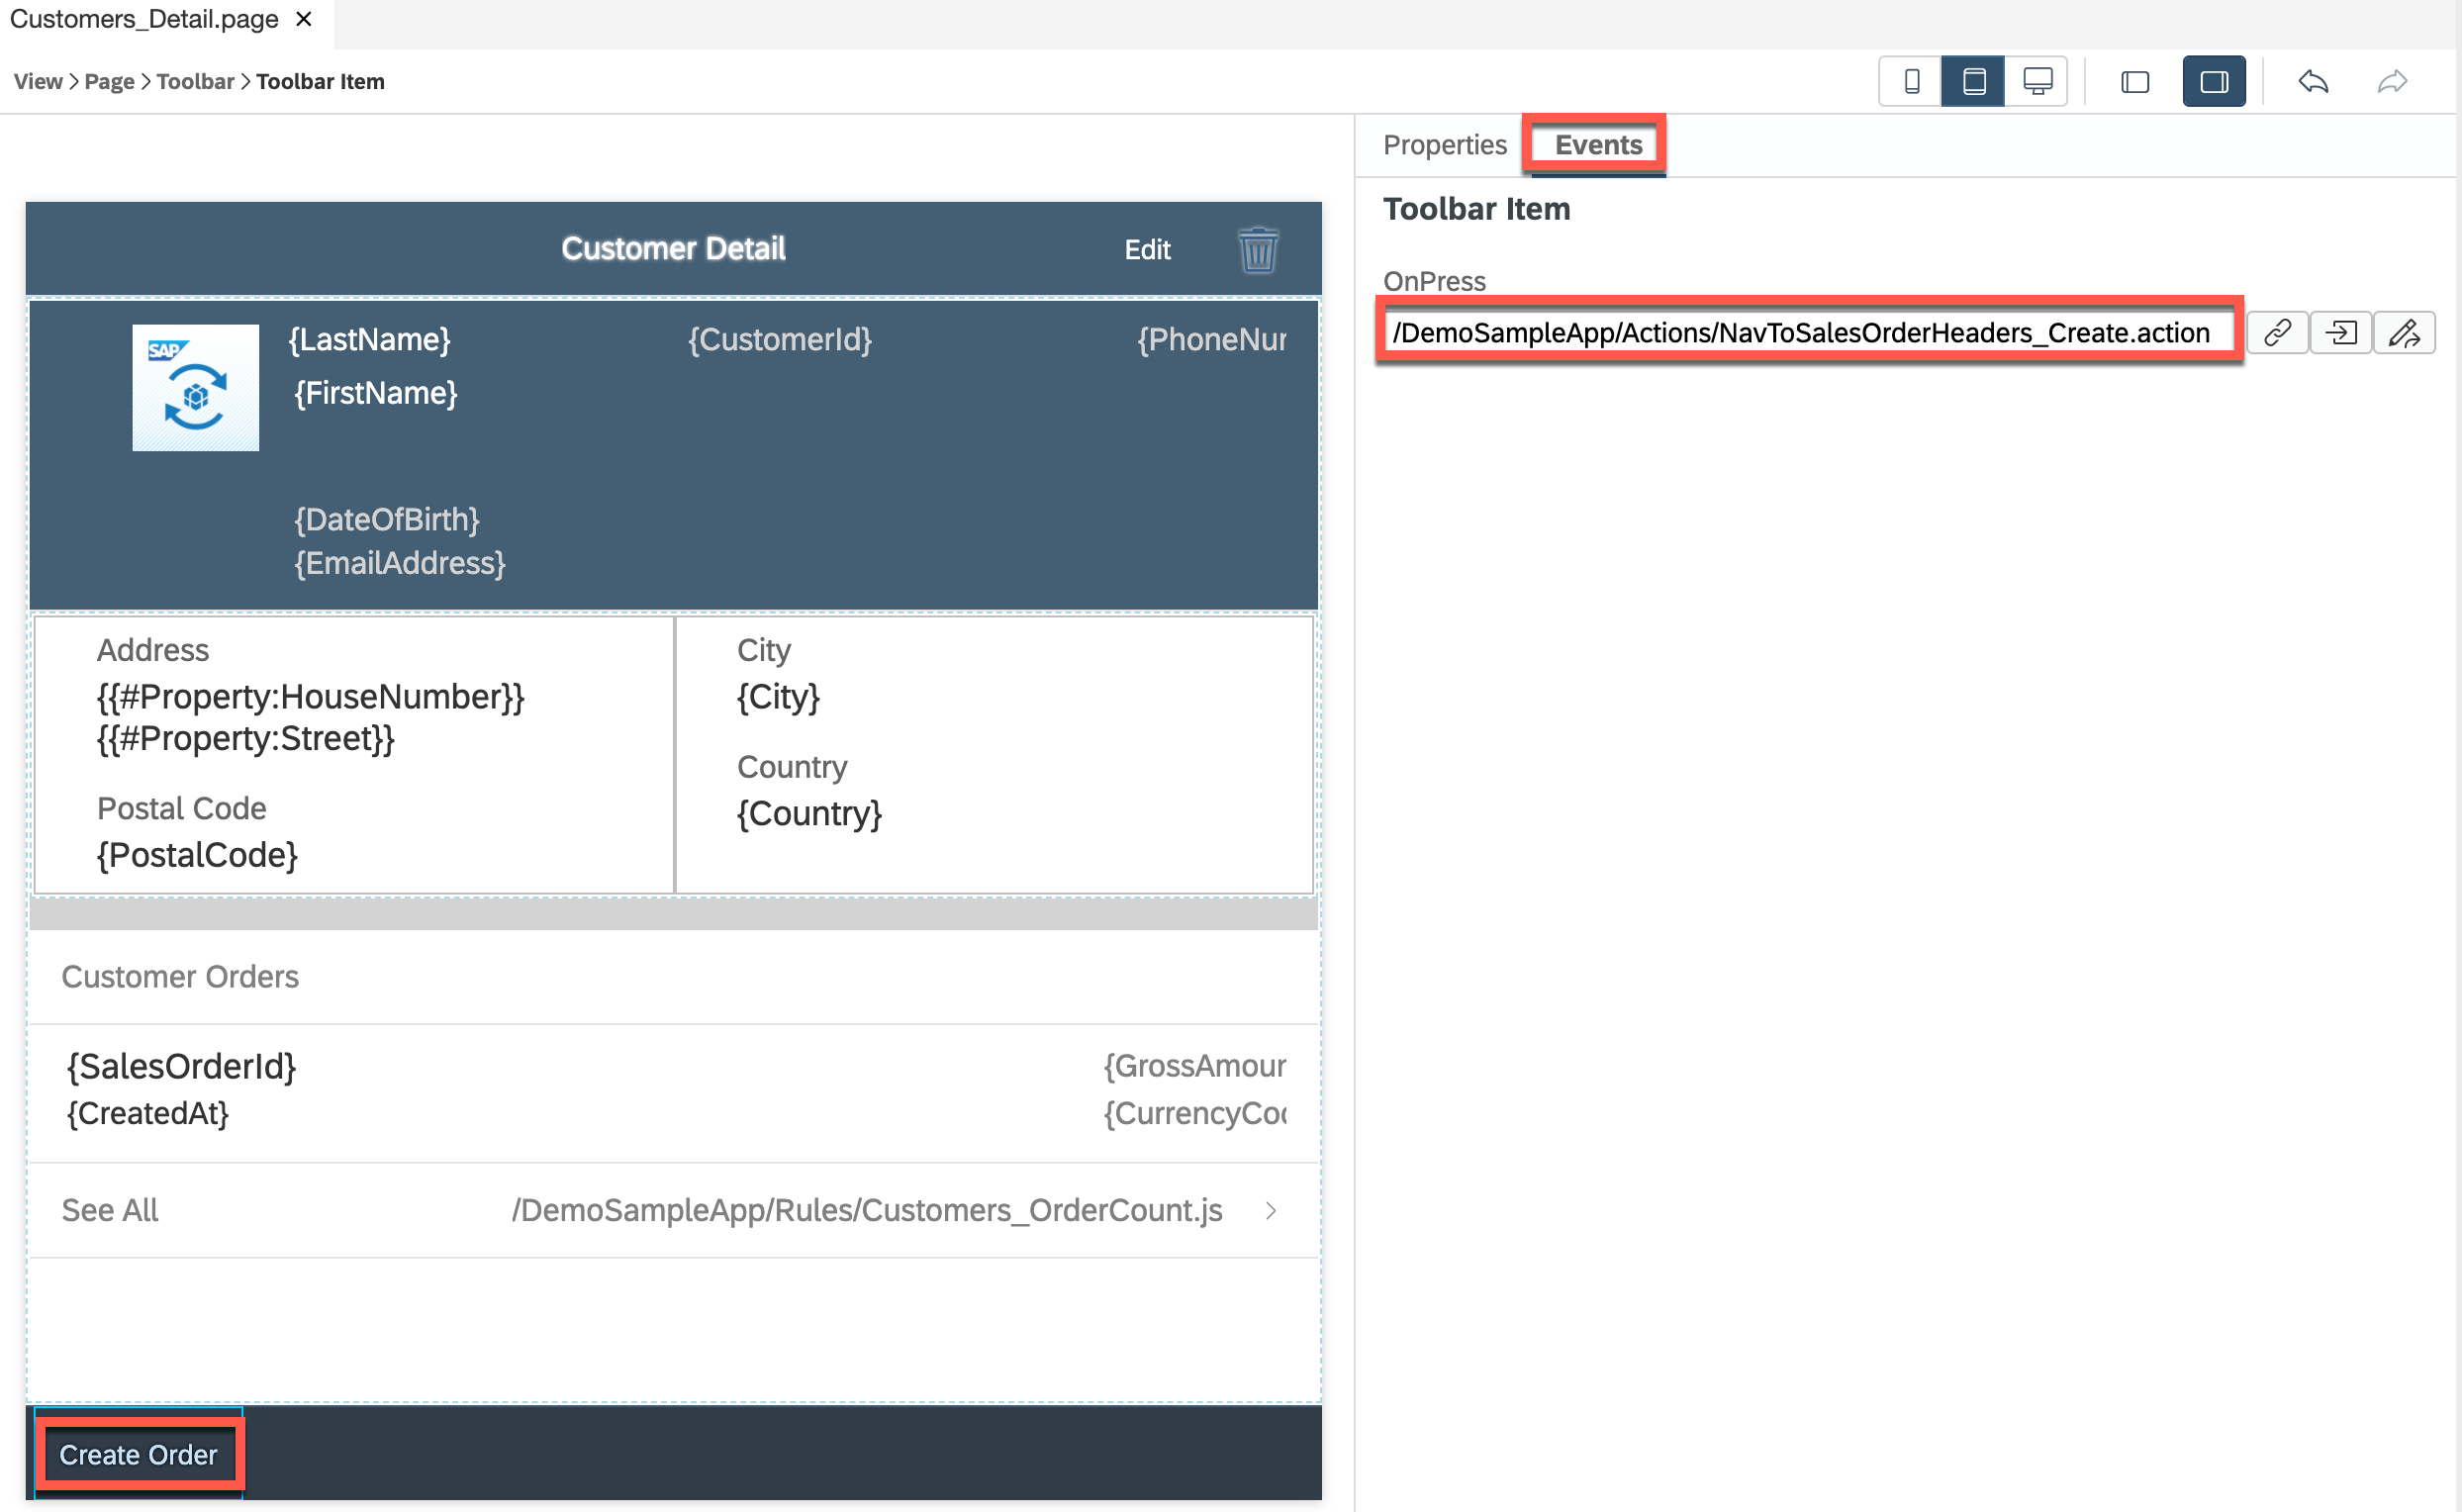 Customers_Detail.page ×
View > Page > Toolbar > Toolbar Item
Properties Events
Toolbar Item
OnPress
/DemoSampleApp/Actions/NavToSalesOrderHeaders_Create.action
Customer Detail Edit
SAP
{LastName} {CustomerId} {PhoneNur
{FirstName}
{DateOfBirth}
{EmailAddress}
Address
{{#Property:HouseNumber}}
{{#Property:Street}}
Postal Code
{PostalCode}
City
{City}
Country
{Country}
Customer Orders
{SalesOrderId} {GrossAmour
{CreatedAt} {CurrencyCoc
See All /DemoSampleApp/Rules/Customers_OrderCount.js >
Create Order